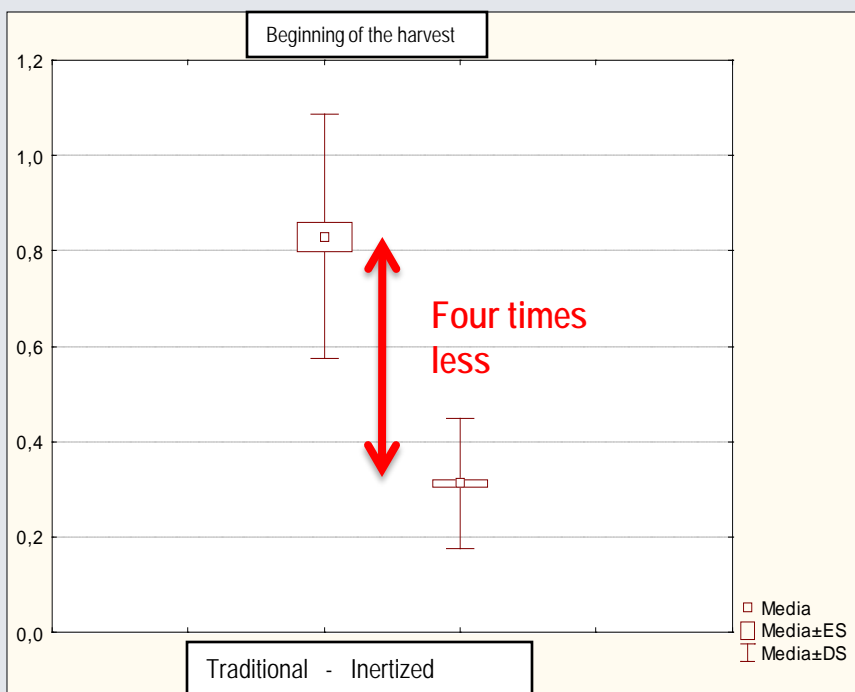 Beginning of the harvest
1,2
1,0
0,8
0,6
0,4
0,2
0,0
Four times
less
Media
Media±ES
Media±DS
Traditional - Inertized